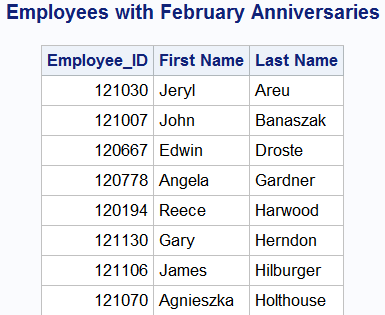 Employees with February Anniversaries
Employee_ID First Name Last Name
121030 Jeryl Areu
121007 John Banaszak
120667 Edwin Droste
120778 Angela Gardner
120194 Reece Harwood
121130 Gary Herndon
121106 James Hilburger
121070 Agnieszka Holthouse